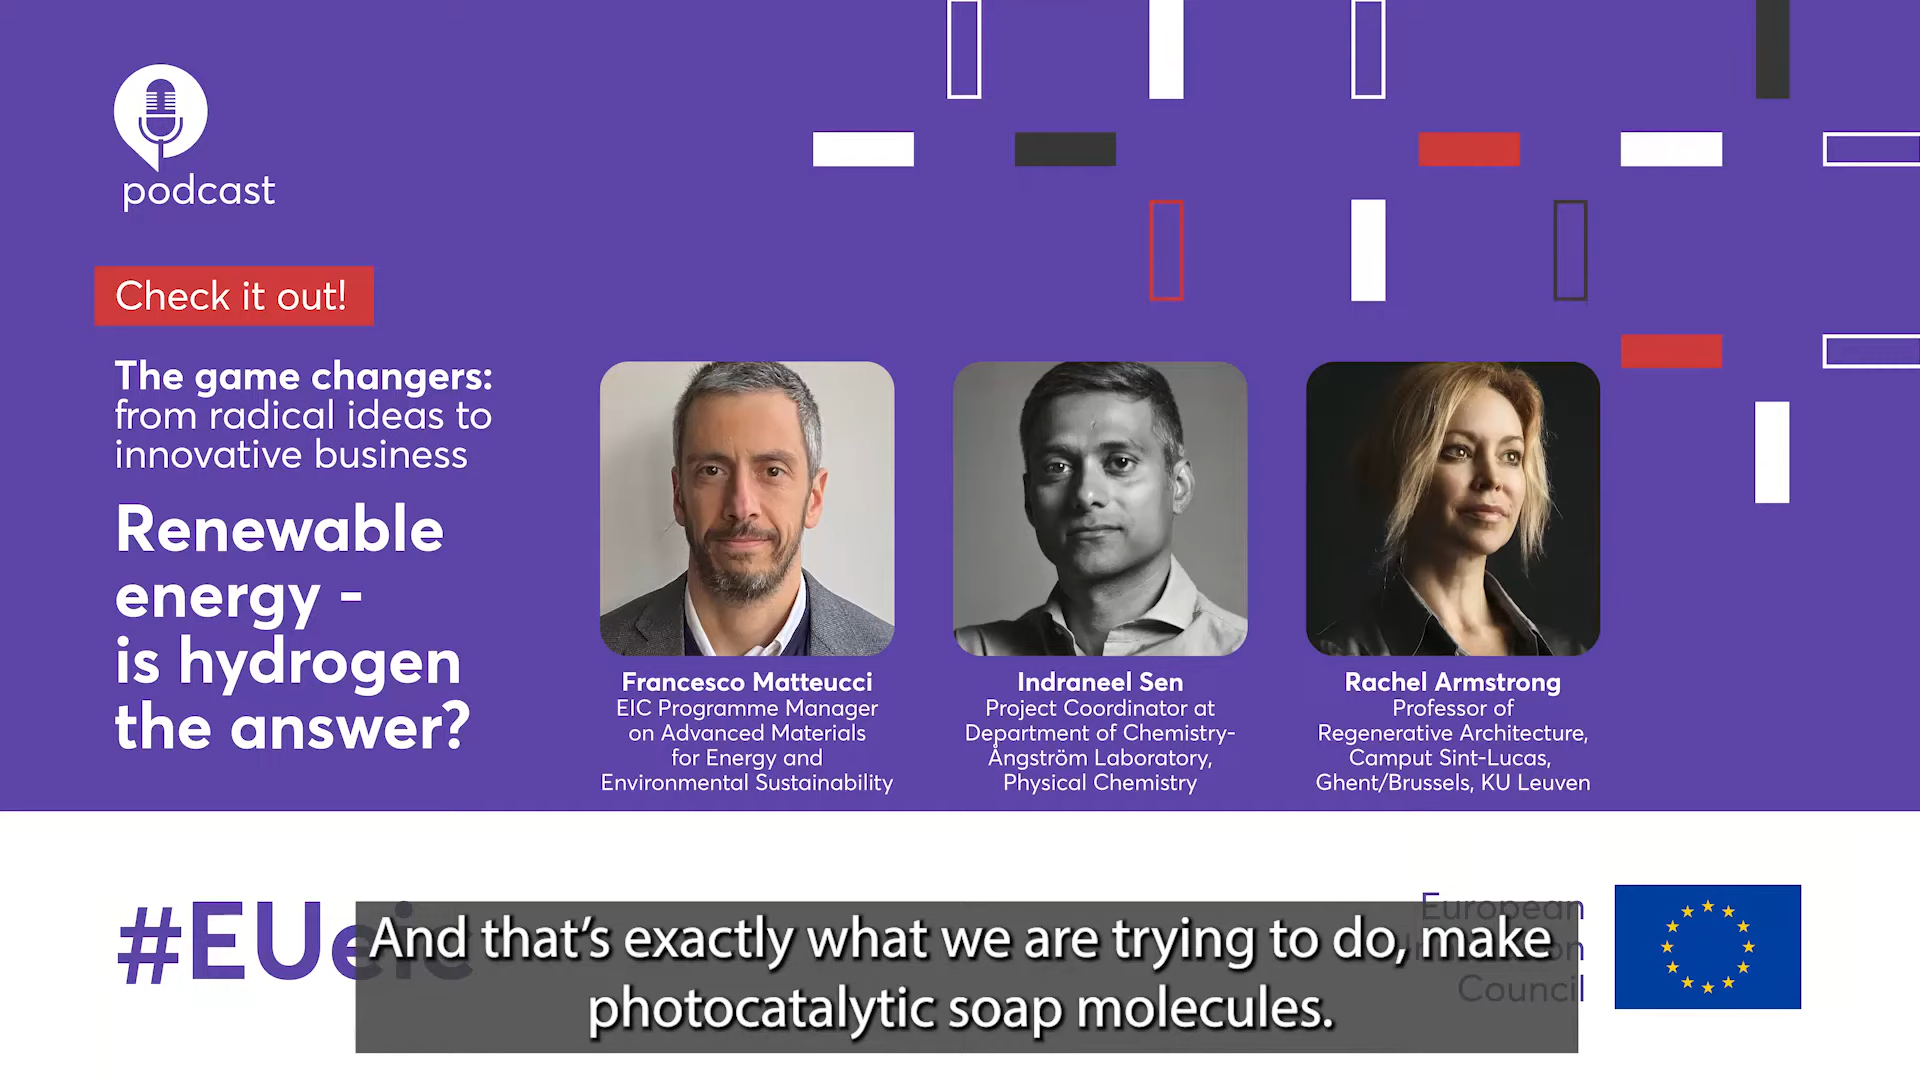 podcast
Check it out!
The game changers:
from radical ideas to
innovative business
Renewable
energy -
is hydrogen
the answer?
Francesco Matteucci
EIC Programme Manager
on Advanced Materials
for Energy and
Environmental Sustainability
Indraneel Sen
Project Coordinator at
Department of Chemistry-
Ångström Laboratory,
Physical Chemistry
Rachel Armstrong
Professor of
Regenerative Architecture,
Camput Sint-Lucas,
Ghent/Brussels, KU Leuven
#EUeic
European
Council
And that's exactly what we are trying to do, make
photocatalytic soap molecules.